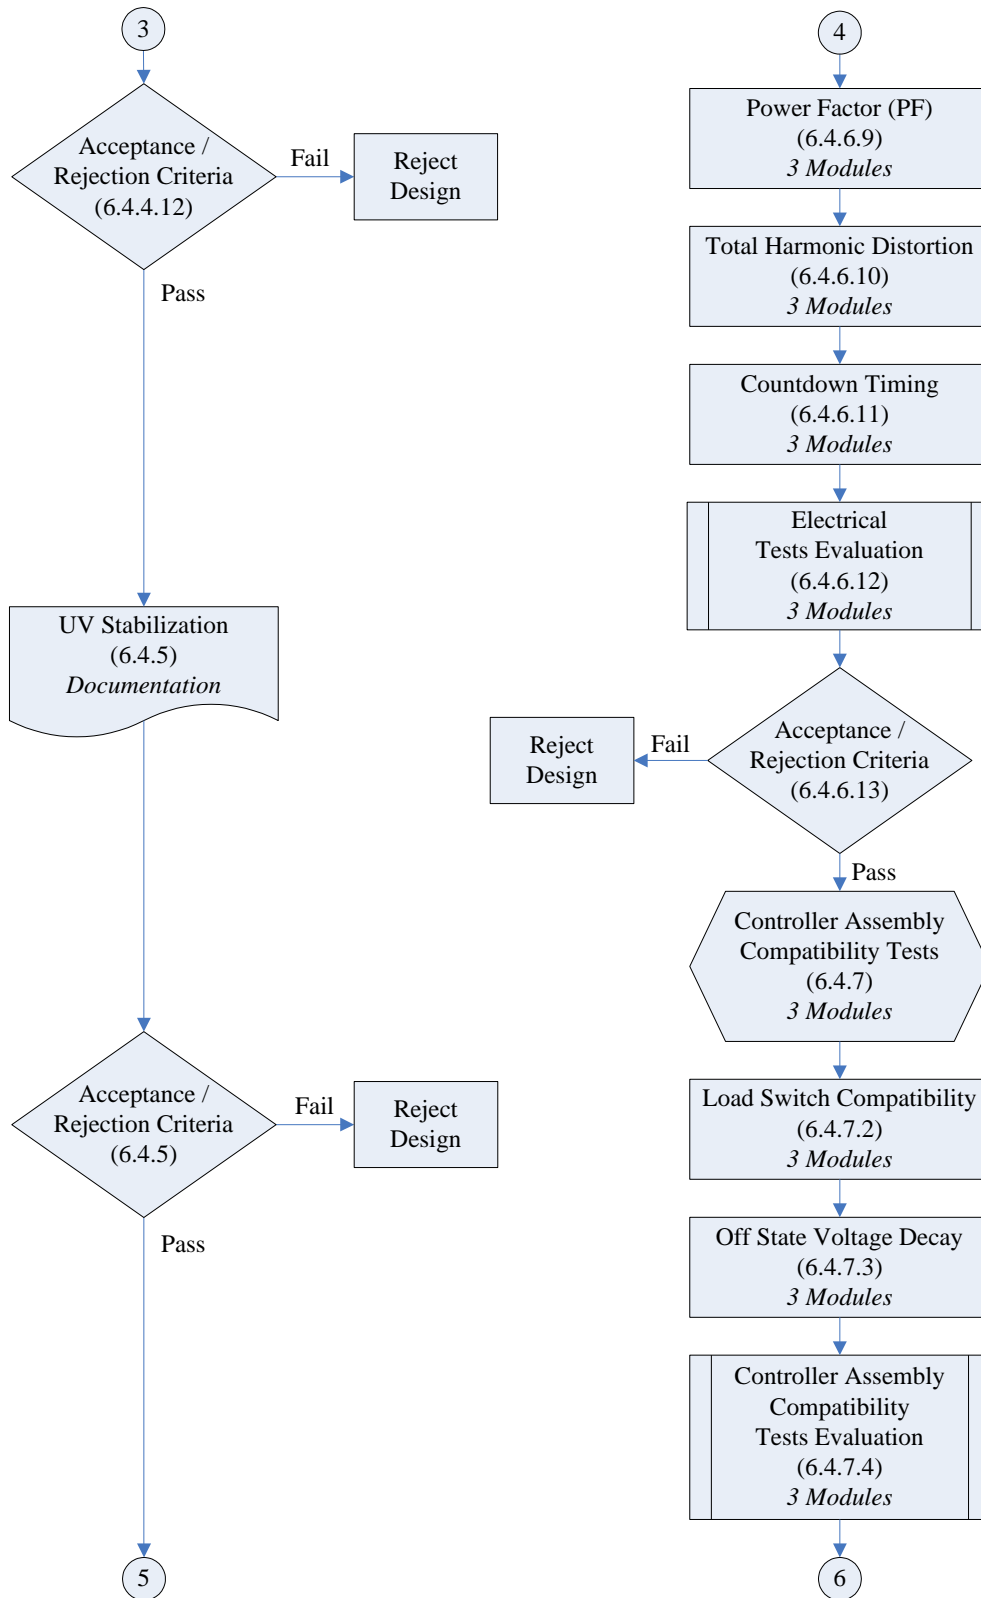 3
Acceptance /
Rejection Criteria
(6.4.4.12)
Fail
Reject
Design
Pass
UV Stabilization
(6.4.5)
Documentation
Acceptance /
Rejection Criteria
(6.4.5)
Fail
Reject
Design
Pass
5
4
Power Factor (PF)
(6.4.6.9)
3 Modules
Total Harmonic Distortion
(6.4.6.10)
3 Modules
Countdown Timing
(6.4.6.11)
3 Modules
Electrical
Tests Evaluation
(6.4.6.12)
3 Modules
Acceptance /
Rejection Criteria
(6.4.6.13)
Fail
Reject
Design
Pass
Controller Assembly
Compatibility Tests
(6.4.7)
3 Modules
Load Switch Compatibility
(6.4.7.2)
3 Modules
Off State Voltage Decay
(6.4.7.3)
3 Modules
Controller Assembly
Compatibility
Tests Evaluation
(6.4.7.4)
3 Modules
6